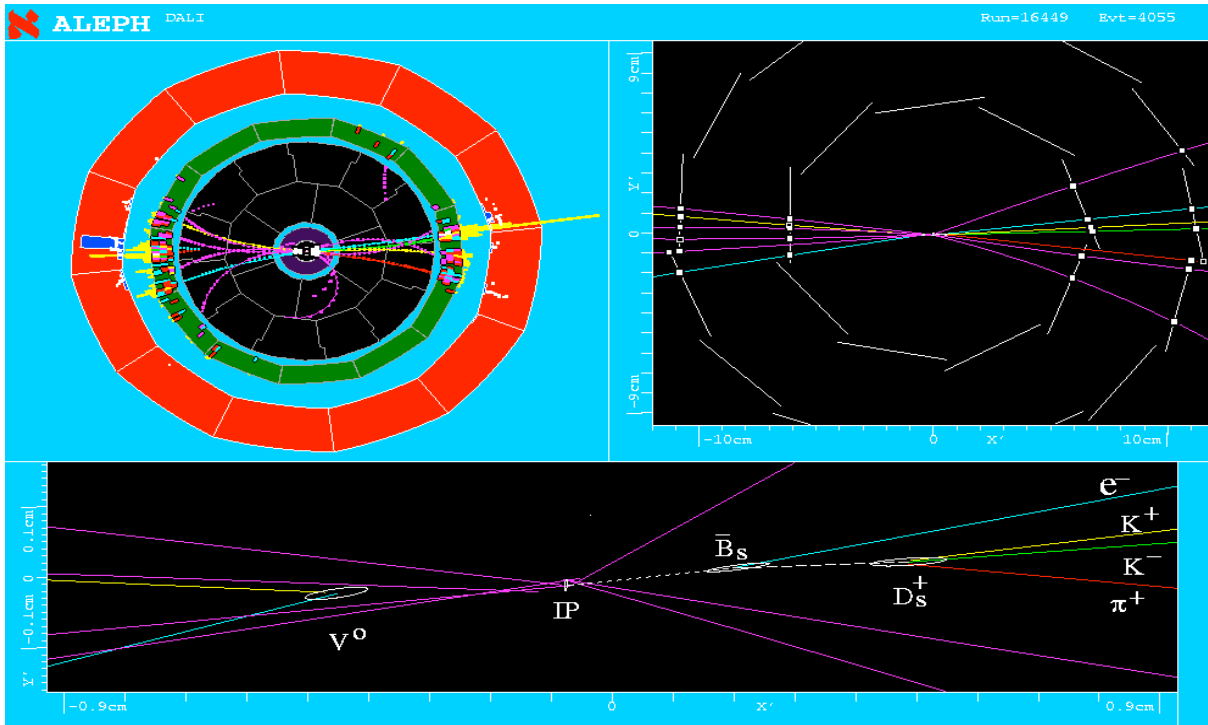 ALEPH DALI Run=16449 Evt=4055
9cm|
Y'
0
|-9cm
|-10cm 0 X' 10cm|
0.1cm|
0
|-0.1cm
Y'
e−
K+
B̅s
K−
Ds+
π+
IP
V0
|-0.9cm 0 X' 0.9cm|